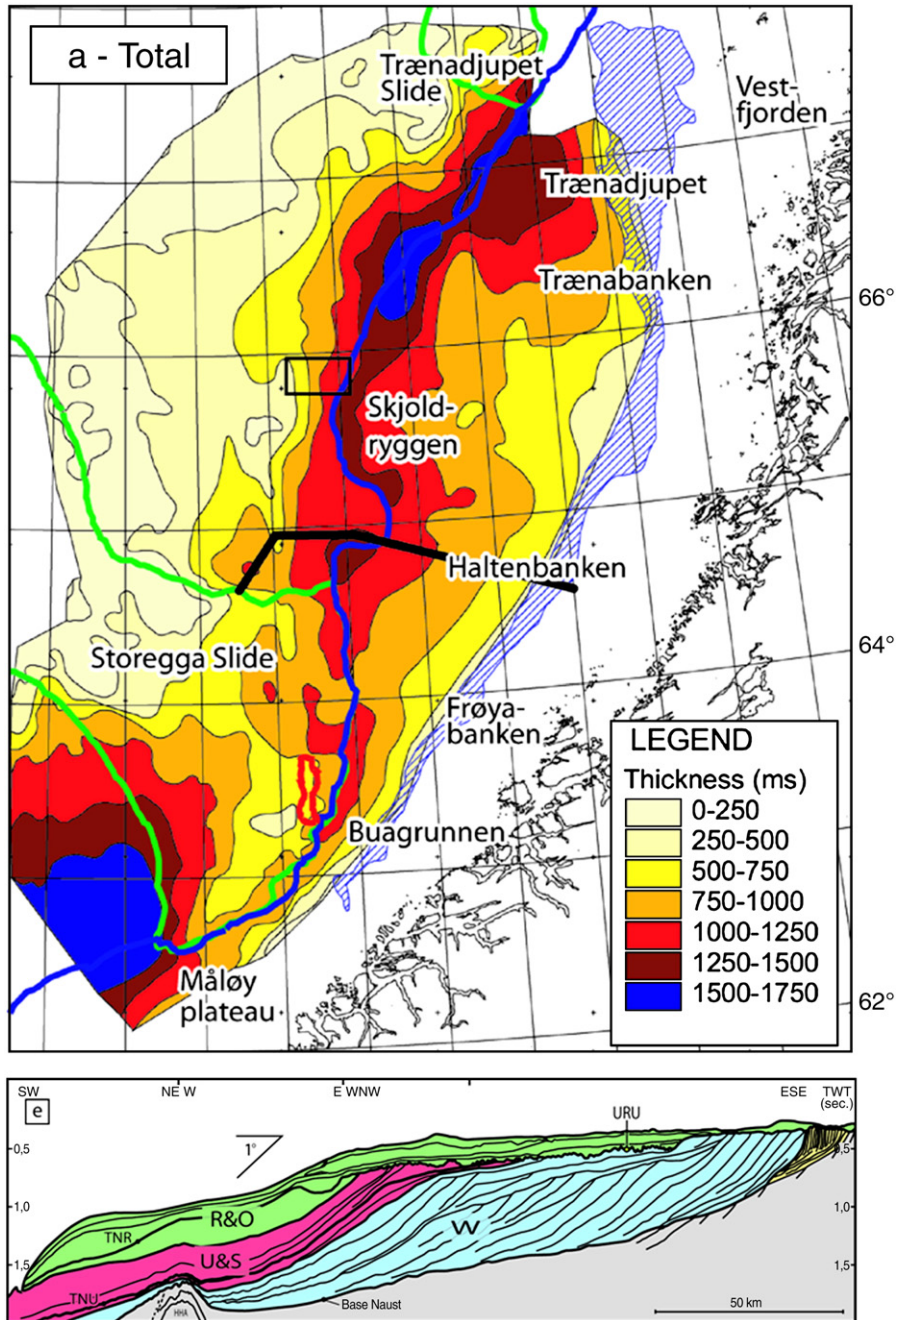 a - Total
Trænadjupet
Slide
Vest-
fjorden
Trænadjupet
Trænabanken
66°
Skjold-
ryggen
Haltenbanken
Storegga Slide
64°
Frøya-
banken
LEGEND
Thickness (ms)
0-250
250-500
500-750
750-1000
1000-1250
1250-1500
1500-1750
Buagrunnen
Måløy
plateau
62°
SW
NE W
E WNW
ESE
TWT
(sec.)
e
URU
1°
0,5
0,5
1,0
1,0
1,5
1,5
R&O
TNR
U&S
W
TNU
HHA
Base Naust
50 km